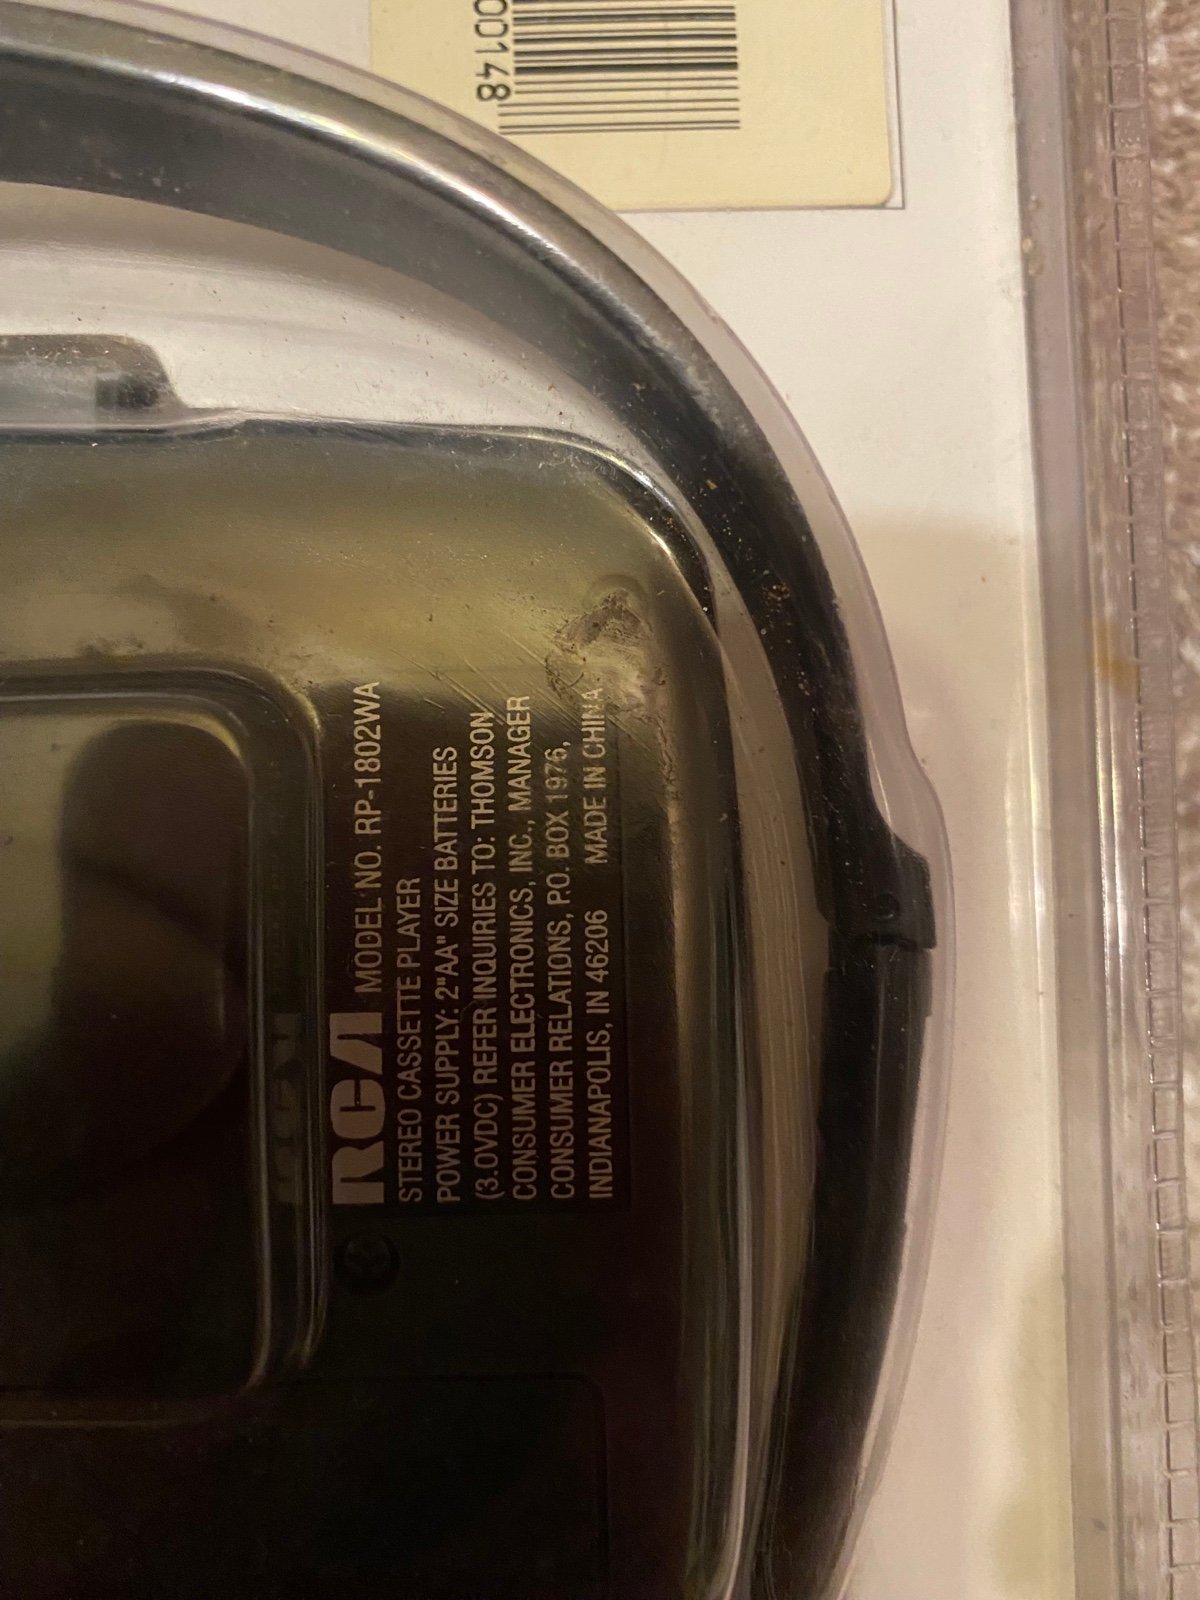 00148
RCA MODEL NO. RP-1802WA
STEREO CASSETTE PLAYER
POWER SUPPLY: 2"AA" SIZE BATTERIES
(3.0VDC) REFER INQUIRIES TO: THOMSON
CONSUMER ELECTRONICS, INC., MANAGER
CONSUMER RELATIONS, P.O. BOX 1976,
INDIANAPOLIS, IN 46206 MADE IN CHINA